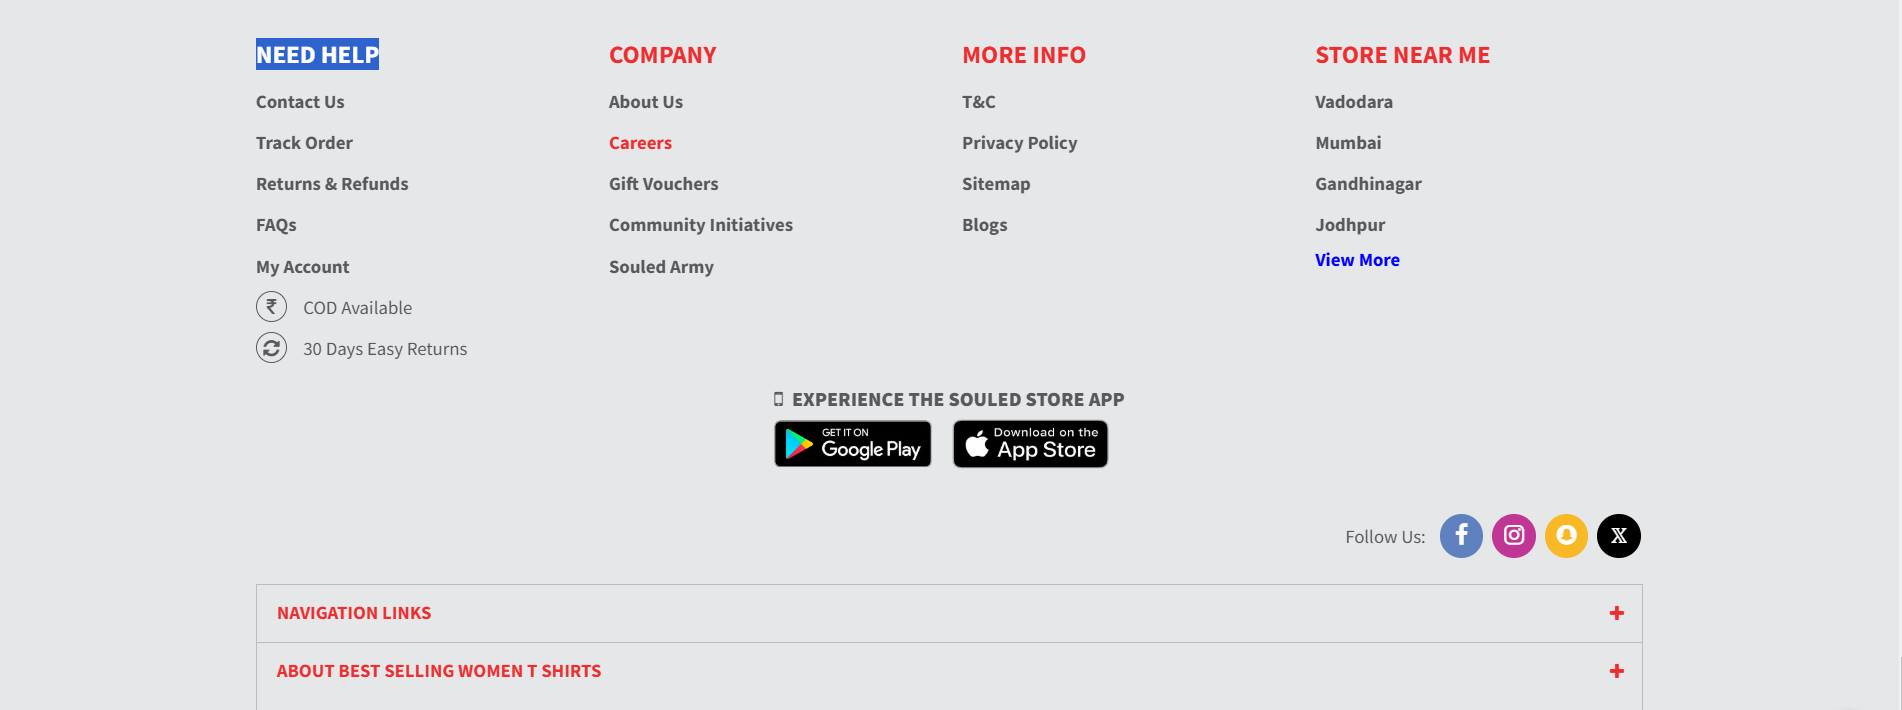 NEED HELP
Contact Us
Track Order
Returns & Refunds
FAQs
My Account
₹ COD Available
30 Days Easy Returns
COMPANY
About Us
Careers
Gift Vouchers
Community Initiatives
Souled Army
MORE INFO
T&C
Privacy Policy
Sitemap
Blogs
STORE NEAR ME
Vadodara
Mumbai
Gandhinagar
Jodhpur
View More
EXPERIENCE THE SOULED STORE APP
GET IT ON
Google Play
Download on the
App Store
Follow Us:
NAVIGATION LINKS
ABOUT BEST SELLING WOMEN T SHIRTS